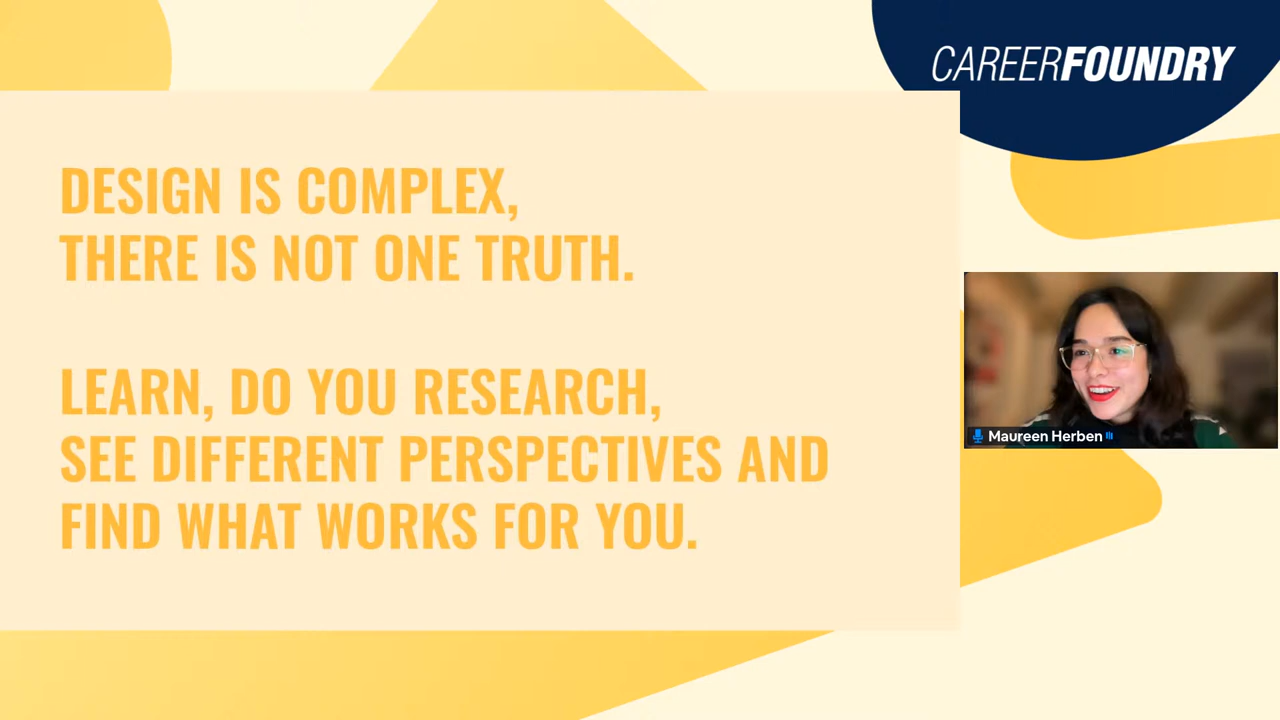 CAREERFOUNDRY
DESIGN IS COMPLEX,
THERE IS NOT ONE TRUTH.
LEARN, DO YOU RESEARCH,
SEE DIFFERENT PERSPECTIVES AND
FIND WHAT WORKS FOR YOU.
Maureen Herben